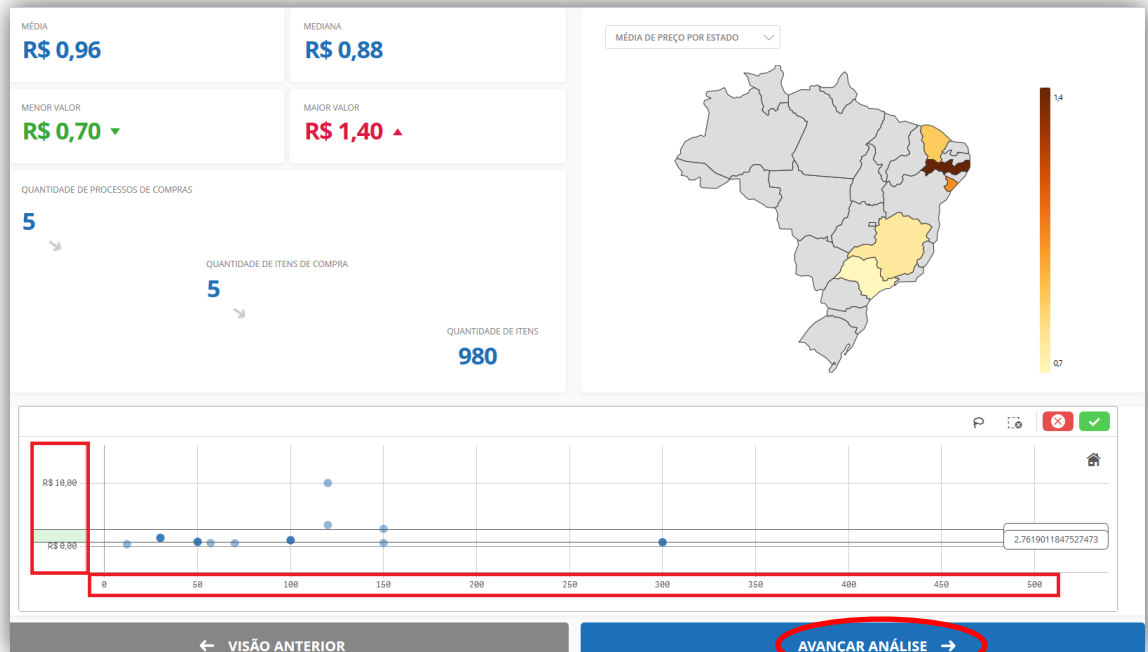 MÉDIA
R$ 0,96
MEDIANA
R$ 0,88
MENOR VALOR
R$ 0,70
MAIOR VALOR
R$ 1,40
QUANTIDADE DE PROCESSOS DE COMPRAS
5
QUANTIDADE DE ITENS DE COMPRA
5
QUANTIDADE DE ITENS
980
MÉDIA DE PREÇO POR ESTADO
1,4
0,7
R$ 10,00
R$ 0,00
2.7619011847527473
0 50 100 150 200 250 300 350 400 450 500
← VISÃO ANTERIOR
AVANÇAR ANÁLISE →